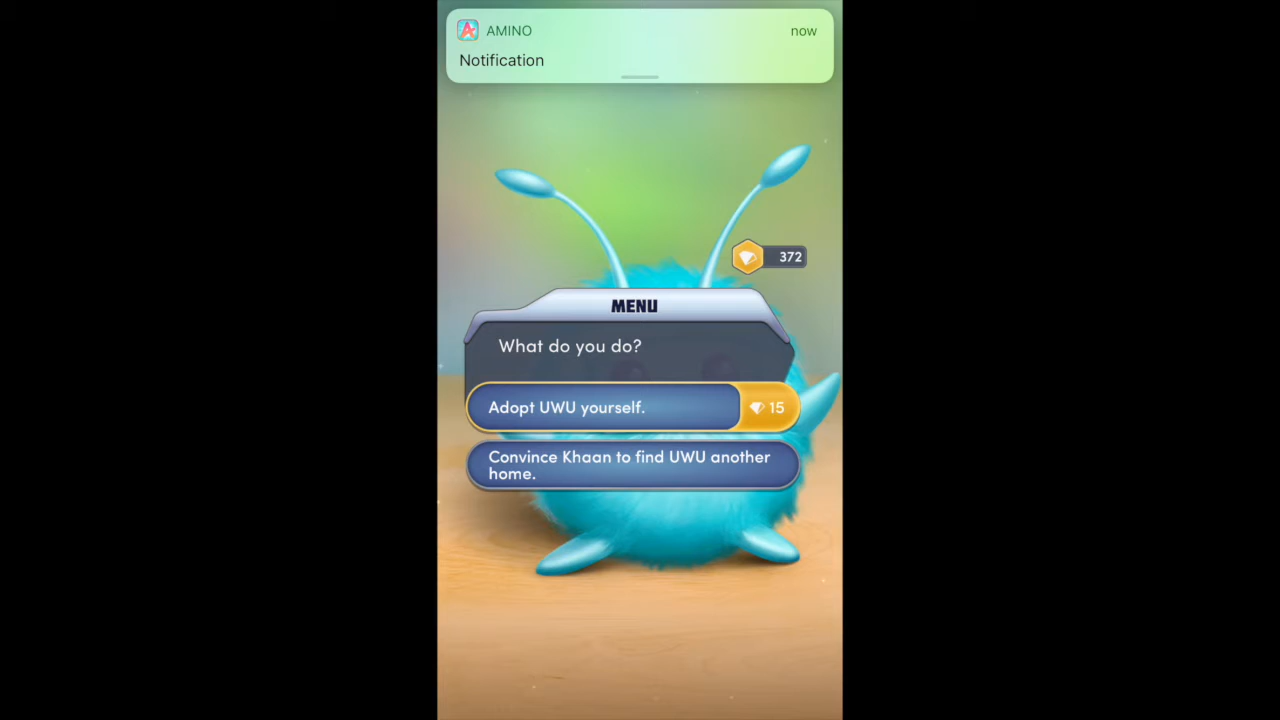 AMINO
now
Notification
372
MENU
What do you do?
Adopt UWU yourself.
15
Convince Khaan to find UWU another
home.